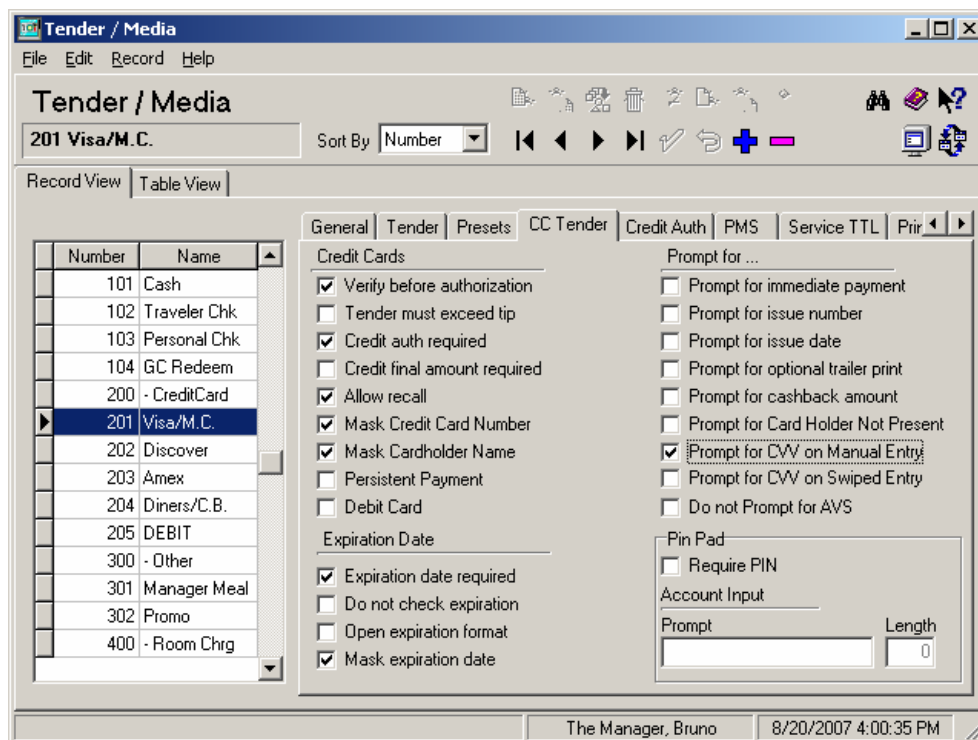 Tender / Media
File Edit Record Help
Tender / Media
201 Visa/M.C.
Sort By Number
Record View Table View
General Tender Presets CC Tender Credit Auth PMS Service TTL Prir
Number Name
101 Cash
102 Traveler Chk
103 Personal Chk
104 GC Redeem
200 - CreditCard
201 Visa/M.C.
202 Discover
203 Amex
204 Diners/C.B.
205 DEBIT
300 - Other
301 Manager Meal
302 Promo
400 - Room Chrg
Credit Cards
Verify before authorization
Tender must exceed tip
Credit auth required
Credit final amount required
Allow recall
Mask Credit Card Number
Mask Cardholder Name
Persistent Payment
Debit Card
Expiration Date
Expiration date required
Do not check expiration
Open expiration format
Mask expiration date
Prompt for ...
Prompt for immediate payment
Prompt for issue number
Prompt for issue date
Prompt for optional trailer print
Prompt for cashback amount
Prompt for Card Holder Not Present
Prompt for CVV on Manual Entry
Prompt for CVV on Swiped Entry
Do not Prompt for AVS
Pin Pad
Require PIN
Account Input
Prompt Length
0
The Manager, Bruno 8/20/2007 4:00:35 PM